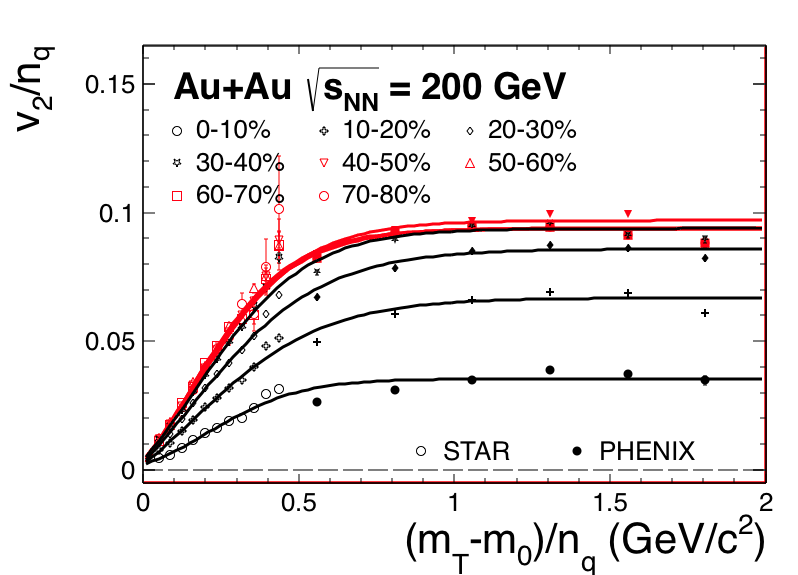 v2/nq
0.15
0.1
0.05
0
Au+Au √sNN = 200 GeV
0-10% 10-20% 20-30%
30-40% 40-50% 50-60%
60-70% 70-80%
STAR PHENIX
0 0.5 1 1.5 2
(mT-m0)/nq (GeV/c2)